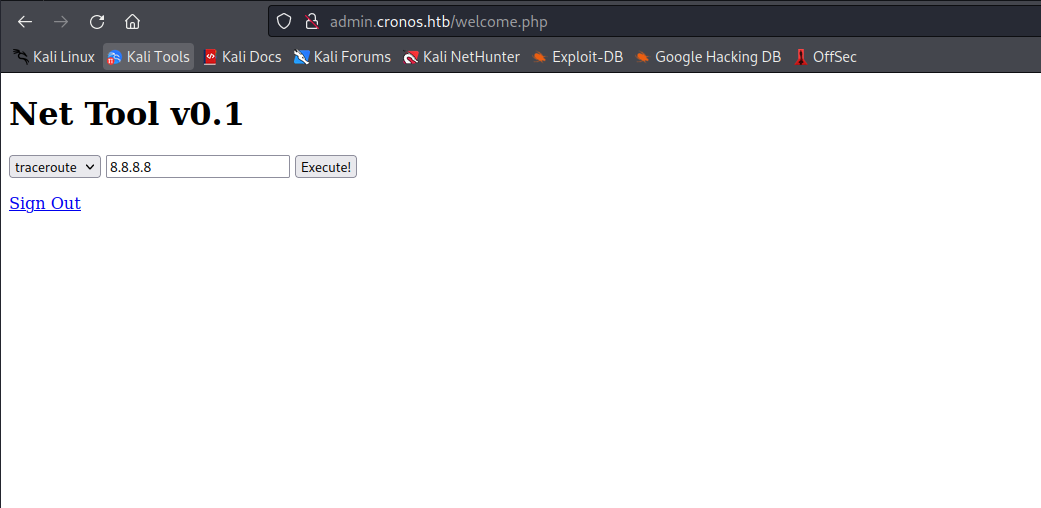 admin.cronos.htb/welcome.php
Kali Linux Kali Tools Kali Docs Kali Forums Kali NetHunter Exploit-DB Google Hacking DB OffSec
Net Tool v0.1
traceroute 8.8.8.8 Execute!
Sign Out